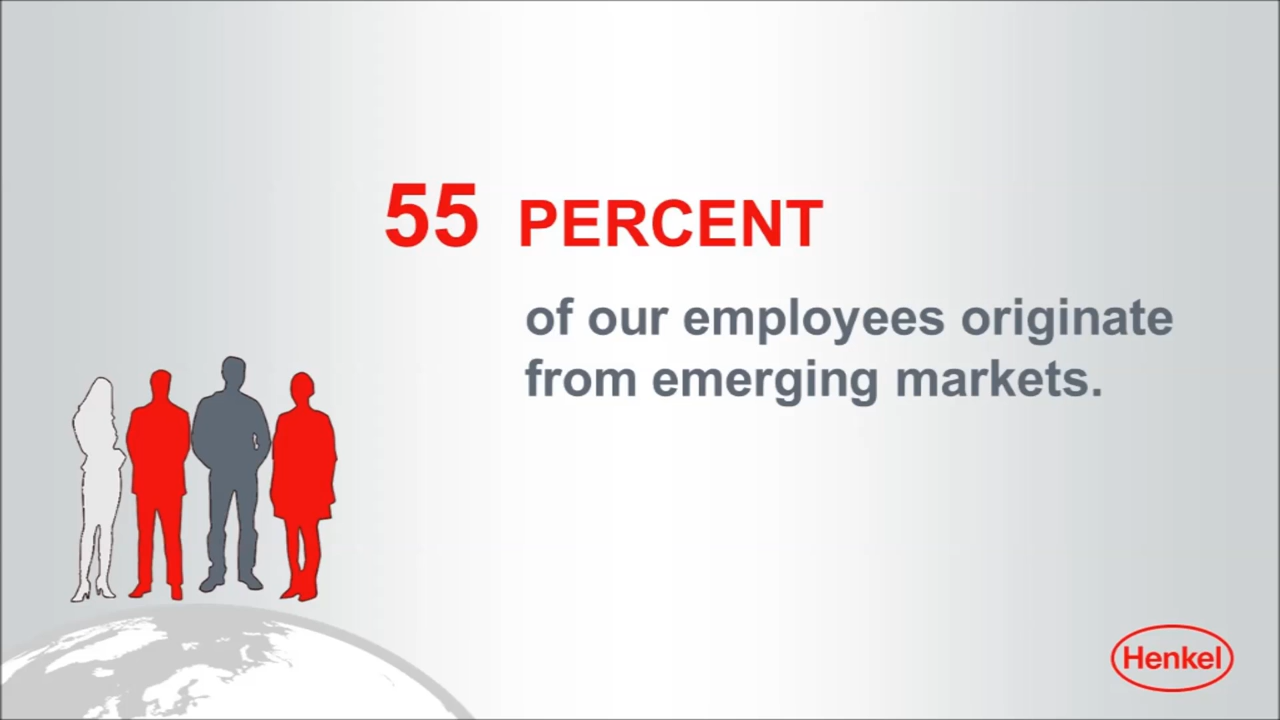 55 PERCENT
of our employees originate
from emerging markets.
Henkel